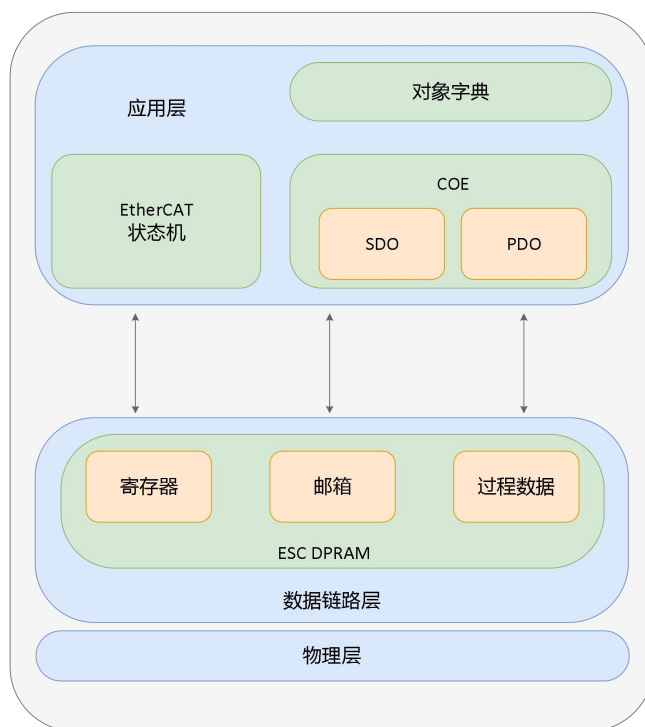 应用层
对象字典
EtherCAT
状态机
COE
SDO
PDO
寄存器
邮箱
过程数据
ESC DPRAM
数据链路层
物理层